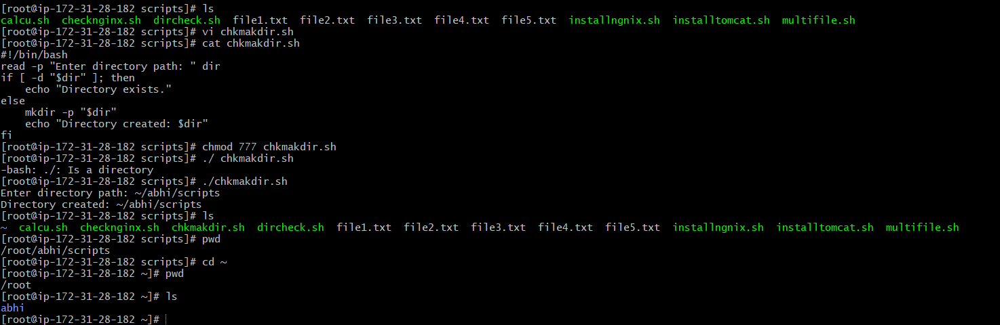 [root@ip-172-31-28-182 scripts]# ls
calcu.sh  checknginx.sh  dircheck.sh  file1.txt  file2.txt  file3.txt  file4.txt  file5.txt  installngnix.sh  installtomcat.sh  multifile.sh
[root@ip-172-31-28-182 scripts]# vi chkmakdir.sh
[root@ip-172-31-28-182 scripts]# cat chkmakdir.sh
#!/bin/bash
read -p "Enter directory path: " dir
if [ -d "$dir" ]; then
    echo "Directory exists."
else
    mkdir -p "$dir"
    echo "Directory created: $dir"
fi
[root@ip-172-31-28-182 scripts]# chmod 777 chkmakdir.sh
[root@ip-172-31-28-182 scripts]# ./ chkmakdir.sh
-bash: ./: Is a directory
[root@ip-172-31-28-182 scripts]# ./chkmakdir.sh
Enter directory path: ~/abhi/scripts
Directory created: ~/abhi/scripts
[root@ip-172-31-28-182 scripts]# ls
~  calcu.sh  checknginx.sh  chkmakdir.sh  dircheck.sh  file1.txt  file2.txt  file3.txt  file4.txt  file5.txt  installngnix.sh  installtomcat.sh  multifile.sh
[root@ip-172-31-28-182 scripts]# pwd
/root/abhi/scripts
[root@ip-172-31-28-182 scripts]# cd ~
[root@ip-172-31-28-182 ~]# pwd
/root
[root@ip-172-31-28-182 ~]# ls
abhi
[root@ip-172-31-28-182 ~]#